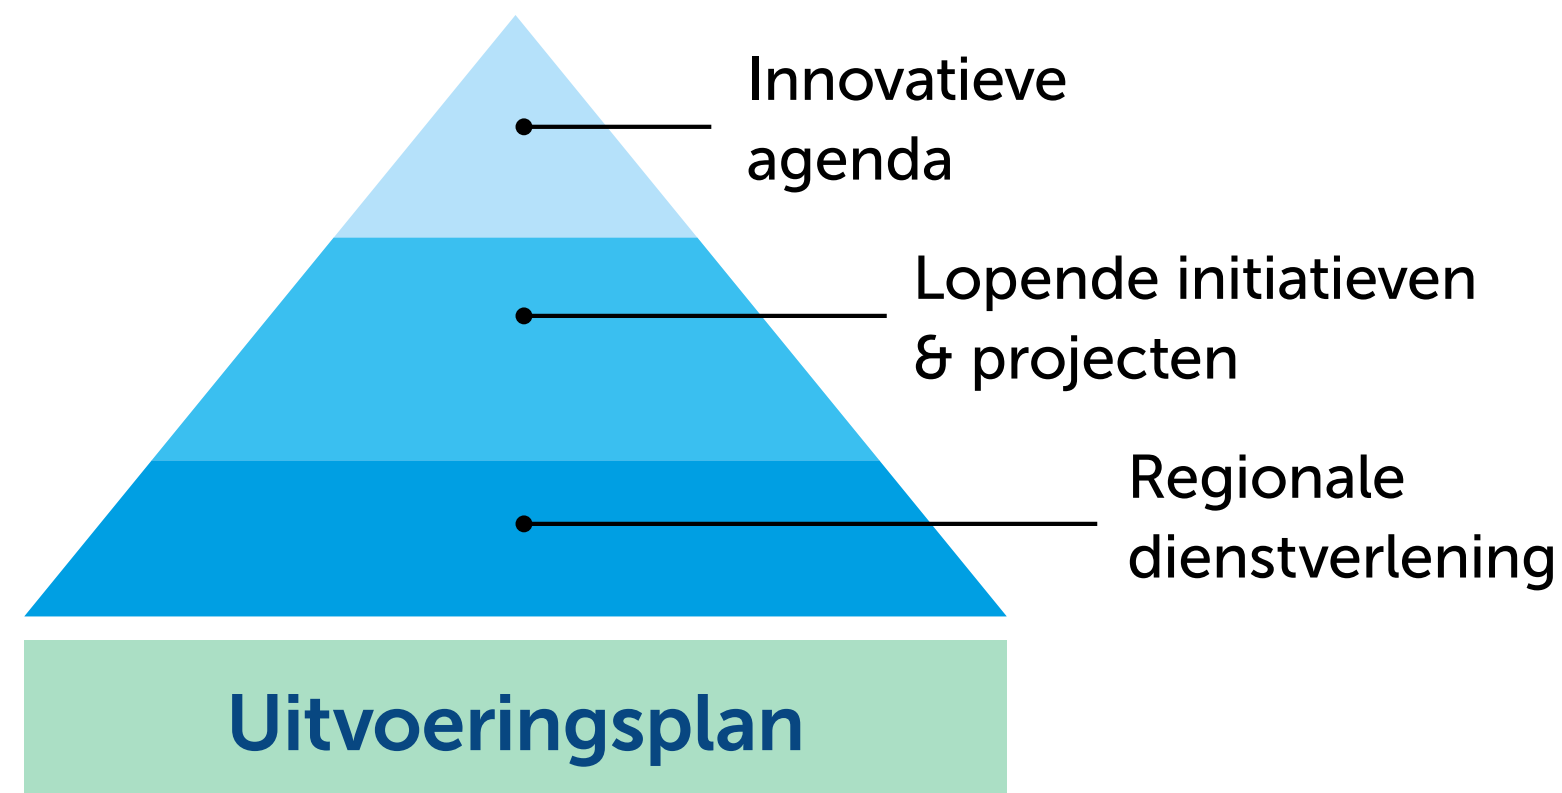 Innovatieve
agenda
Lopende initiatieven
& projecten
Regionale
dienstverlening
Uitvoeringsplan